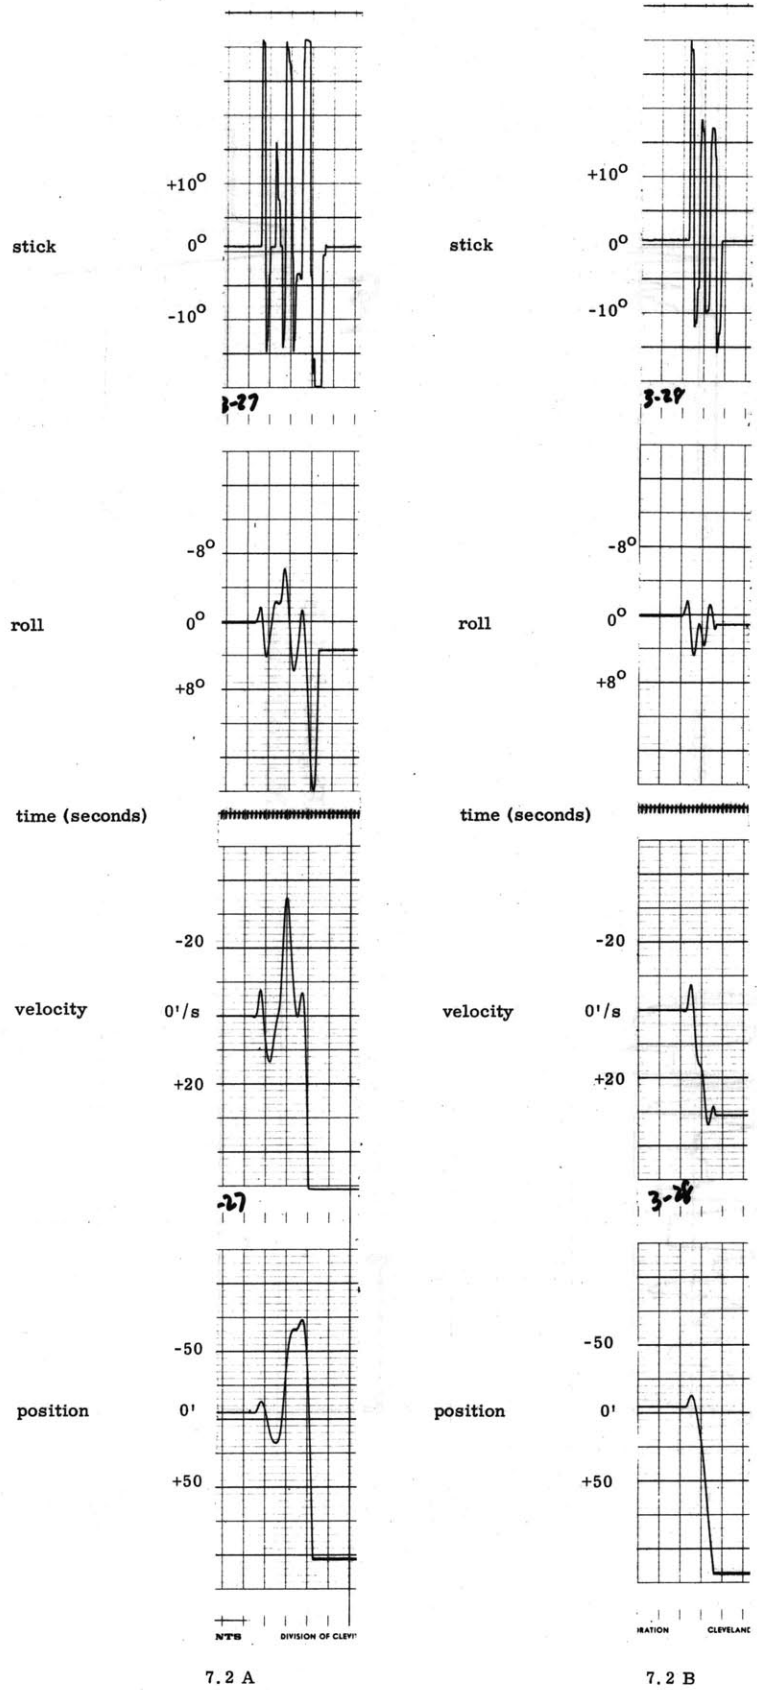 +10°
stick
0°
-10°
3-27
-8°
roll
0°
+8°
time (seconds)
-20
velocity
0'/s
+20
-27
-50
position
0'
+50
NTS DIVISION OF CLEVI
7.2 A
+10°
stick
0°
-10°
-8°
roll
0°
+8°
time (seconds)
-20
velocity
0'/s
+20
3-28
-50
position
0'
+50
RATION CLEVELAND
7.2 B